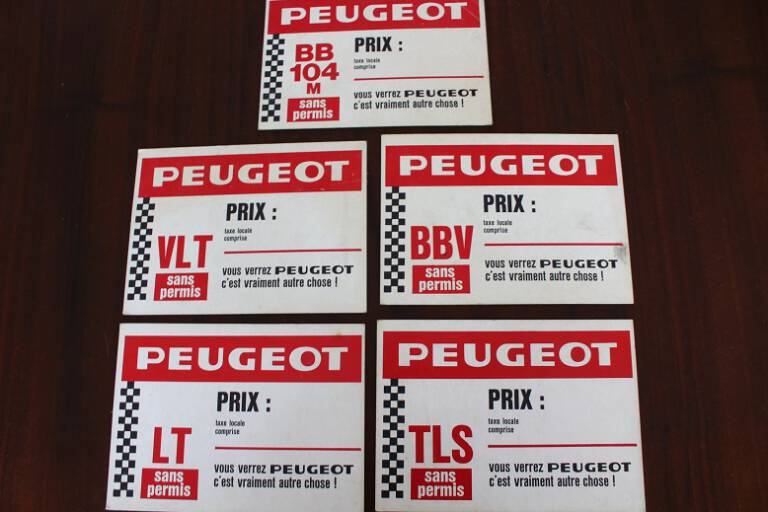 PEUGEOT
BB
104
M
sans
permis
PRIX :
taxe locale
comprise
vous verrez PEUGEOT
c'est vraiment autre chose !
PEUGEOT
VLT
sans
permis
PRIX :
taxe locale
comprise
vous verrez PEUGEOT
c'est vraiment autre chose !
PEUGEOT
BBV
sans
permis
PRIX :
taxe locale
comprise
vous verrez PEUGEOT
c'est vraiment autre chose !
PEUGEOT
LT
sans
permis
PRIX :
taxe locale
comprise
vous verrez PEUGEOT
c'est vraiment autre chose !
PEUGEOT
TLS
sans
permis
PRIX :
taxe locale
comprise
vous verrez PEUGEOT
c'est vraiment autre chose !